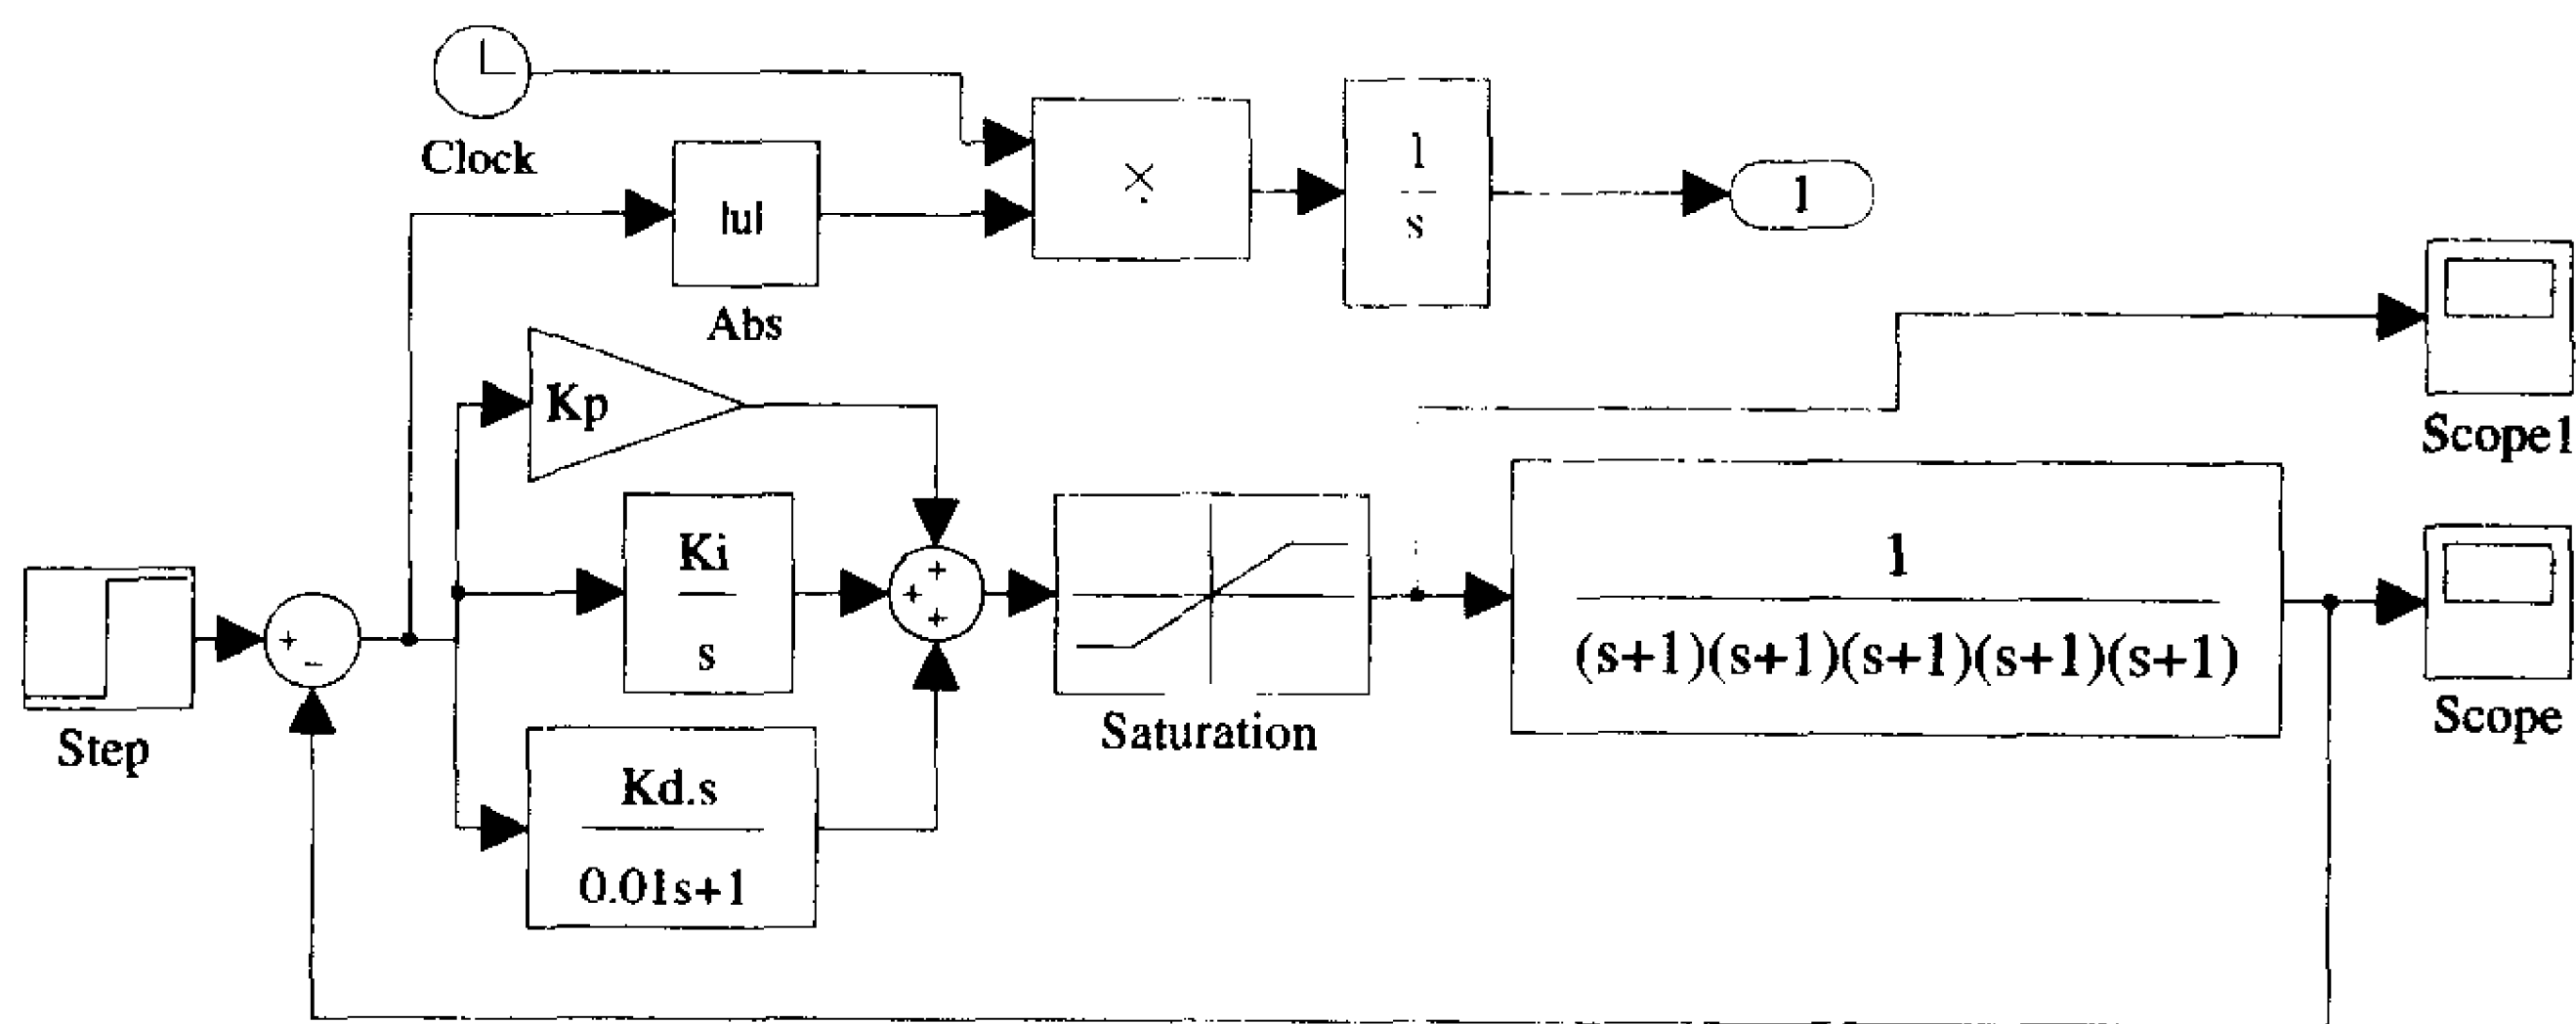 Clock
|u|
Abs
×
1
s
1
Scope1
Kp
Ki
s
+
+
+
Step
+
−
Kd.s
0.01s+1
Saturation
1
(s+1)(s+1)(s+1)(s+1)(s+1)
Scope